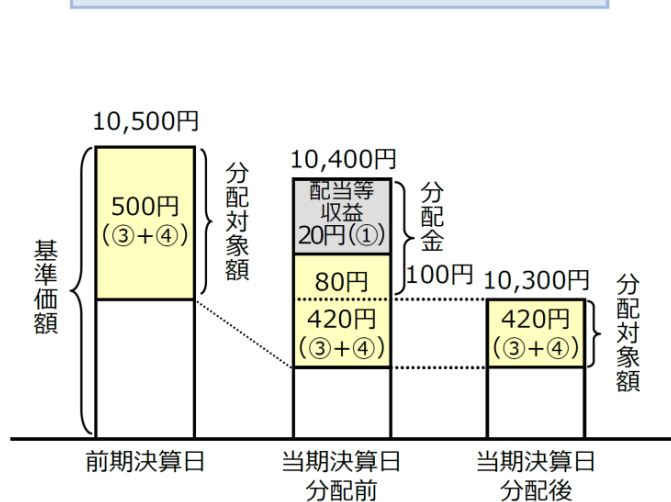 10,500円
500円
(③+④)
分配対象額
基準価額
前期決算日
10,400円
配当等
収益
20円(①)
80円
420円
(③+④)
分配金
100円
当期決算日
分配前
10,300円
420円
(③+④)
分配対象額
当期決算日
分配後